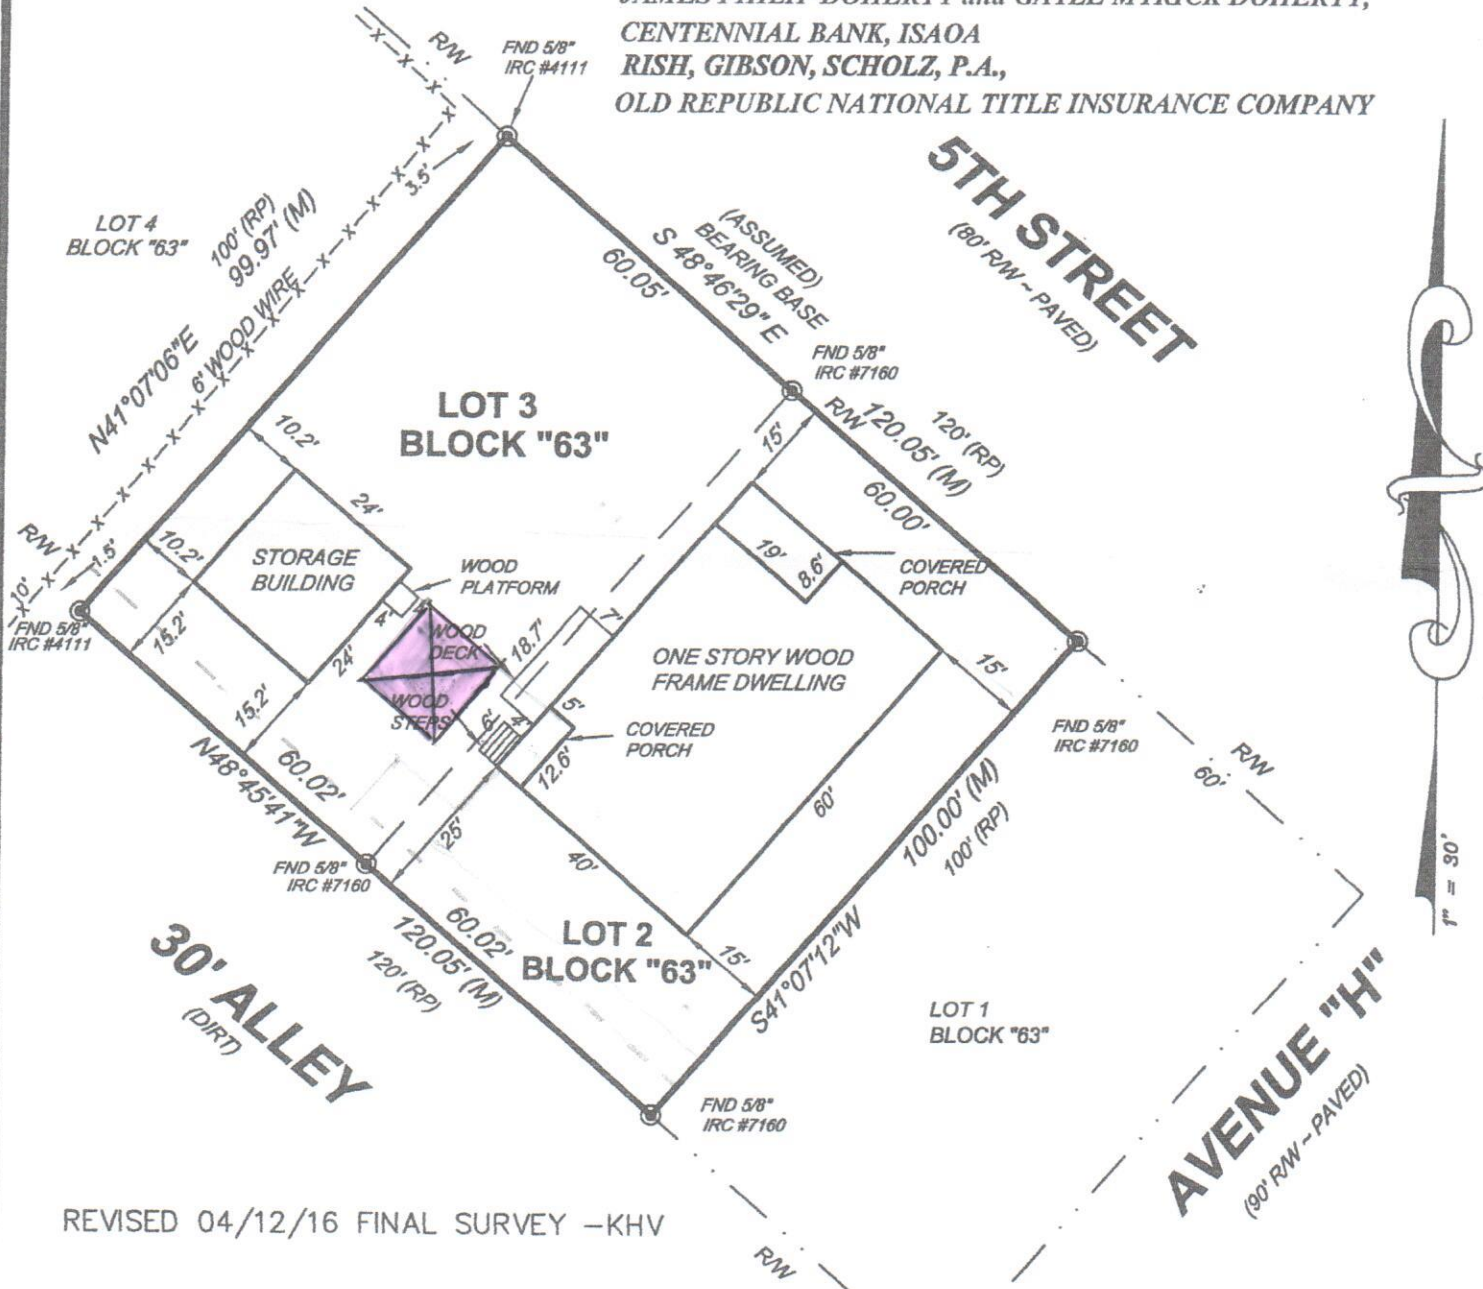 JAMES PHILIP DOHERTY and GAYLE MYRICK DOHERTY,
CENTENNIAL BANK, ISAOA
RISH, GIBSON, SCHOLZ, P.A.,
OLD REPUBLIC NATIONAL TITLE INSURANCE COMPANY
R/W
FND 5/8"
IRC #4111
5TH STREET
(80' R/W ~ PAVED)
3.5'
LOT 4
BLOCK "63"
100' (RP)
99.97' (M)
N41°07'06"E
6' WOOD WIRE
(ASSUMED)
BEARING BASE
S 48°46'29" E
60.05'
FND 5/8"
IRC #7160
R/W
120' (RP)
120.05' (M)
60.00'
LOT 3
BLOCK "63"
15'
10.2'
24'
19'
8.6'
COVERED
PORCH
R/W
1.5'
10'
10.2'
STORAGE
BUILDING
WOOD
PLATFORM
4'
4'
7'
FND 5/8"
IRC #4111
15.2'
24'
WOOD
DECK
18.7'
ONE STORY WOOD
FRAME DWELLING
15'
WOOD
STEPS
6'
4'
5'
COVERED
PORCH
12.6'
15.2'
FND 5/8"
IRC #7160
R/W
60'
N48°45'41"W
60.02'
25'
60'
100.00' (M)
100' (RP)
1" = 30'
40'
FND 5/8"
IRC #7160
60.02'
120.05' (M)
120' (RP)
LOT 2
BLOCK "63"
15'
S41°07'12"W
30' ALLEY
(DIRT)
LOT 1
BLOCK "63"
AVENUE "H"
(90' R/W ~ PAVED)
FND 5/8"
IRC #7160
REVISED 04/12/16 FINAL SURVEY -KHV
R/W